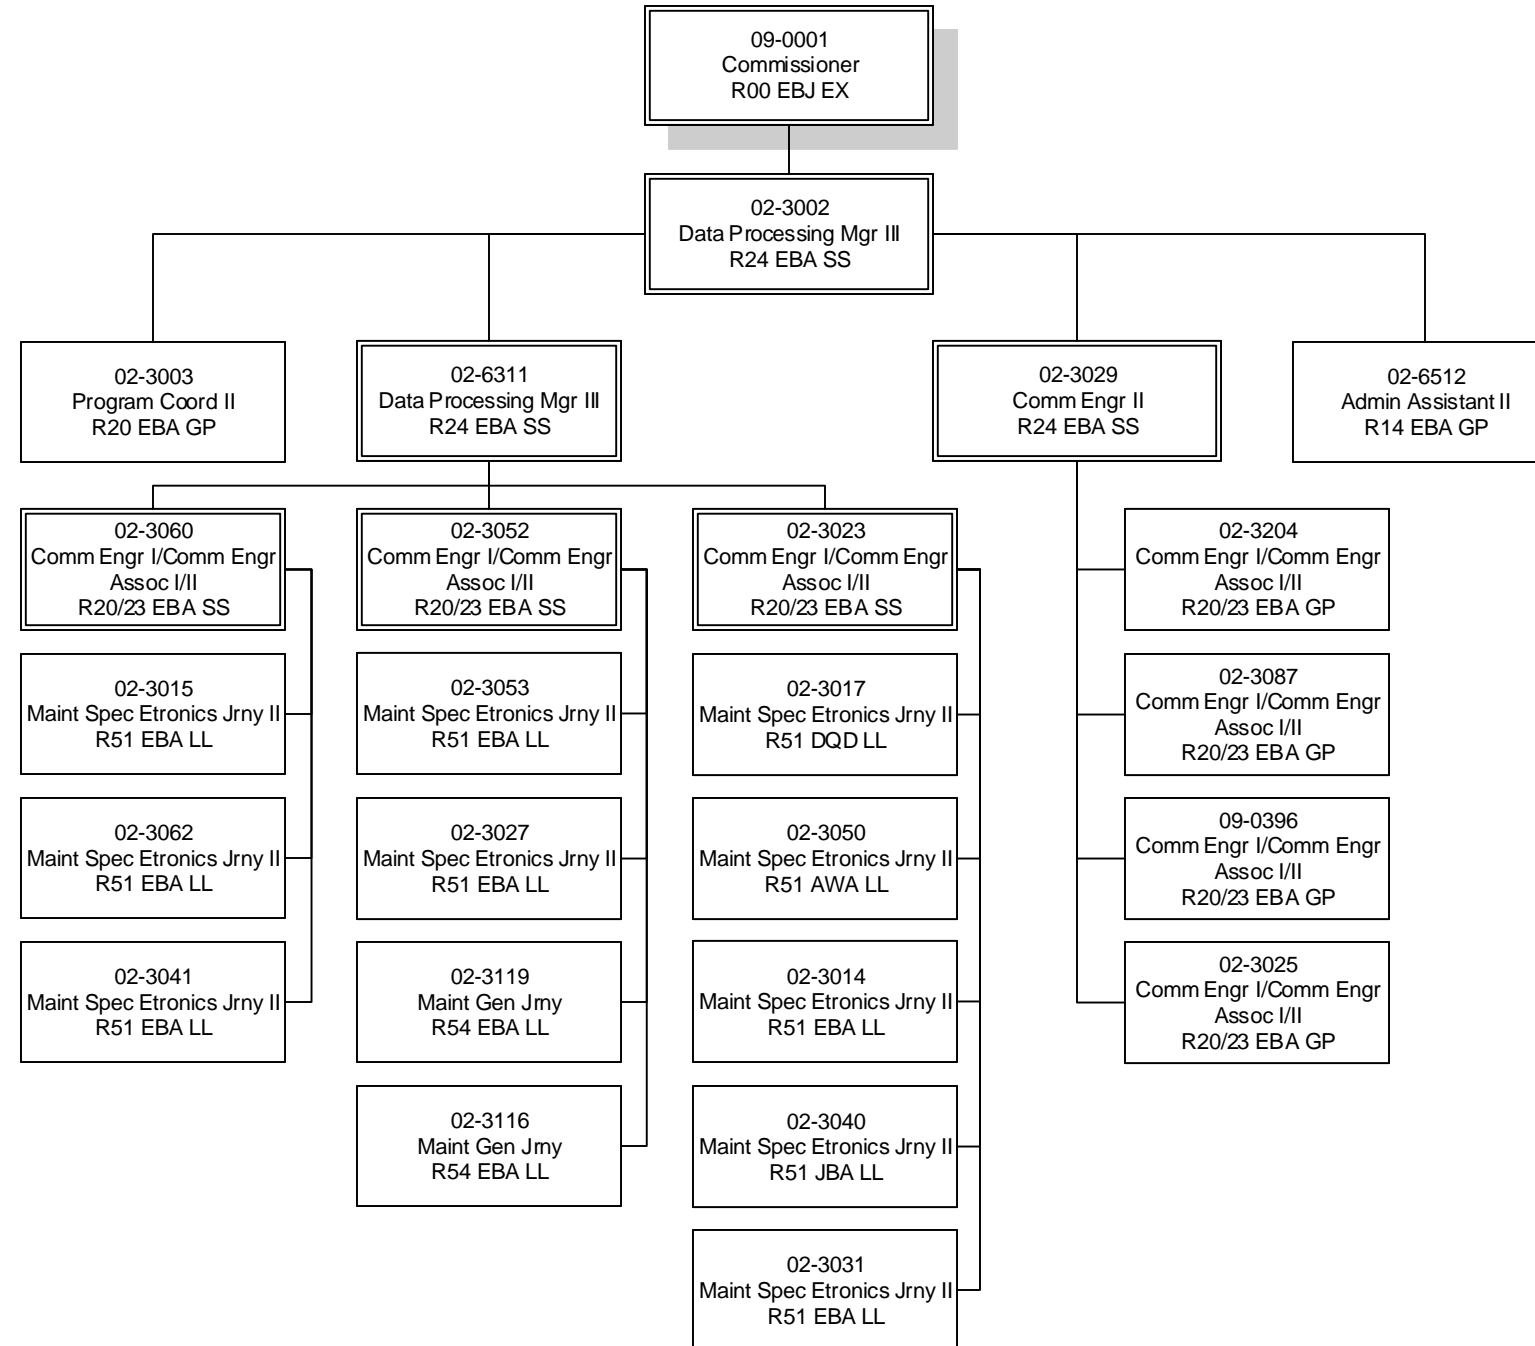 09-0001
Commissioner
R00 EBJ EX
02-3002
Data Processing Mgr III
R24 EBA SS
02-3003
Program Coord II
R20 EBA GP
02-6311
Data Processing Mgr III
R24 EBA SS
02-3029
Comm Engr II
R24 EBA SS
02-6512
Admin Assistant II
R14 EBA GP
02-3060
Comm Engr I/Comm Engr
Assoc I/II
R20/23 EBA SS
02-3015
Maint Spec Etronics Jrny II
R51 EBA LL
02-3062
Maint Spec Etronics Jrny II
R51 EBA LL
02-3041
Maint Spec Etronics Jrny II
R51 EBA LL
02-3052
Comm Engr I/Comm Engr
Assoc I/II
R20/23 EBA SS
02-3053
Maint Spec Etronics Jrny II
R51 EBA LL
02-3027
Maint Spec Etronics Jrny II
R51 EBA LL
02-3119
Maint Gen Jrny
R54 EBA LL
02-3116
Maint Gen Jrny
R54 EBA LL
02-3023
Comm Engr I/Comm Engr
Assoc I/II
R20/23 EBA SS
02-3017
Maint Spec Etronics Jrny II
R51 DQD LL
02-3050
Maint Spec Etronics Jrny II
R51 AWA LL
02-3014
Maint Spec Etronics Jrny II
R51 EBA LL
02-3040
Maint Spec Etronics Jrny II
R51 JBA LL
02-3031
Maint Spec Etronics Jrny II
R51 EBA LL
02-3204
Comm Engr I/Comm Engr
Assoc I/II
R20/23 EBA GP
02-3087
Comm Engr I/Comm Engr
Assoc I/II
R20/23 EBA GP
09-0396
Comm Engr I/Comm Engr
Assoc I/II
R20/23 EBA GP
02-3025
Comm Engr I/Comm Engr
Assoc I/II
R20/23 EBA GP